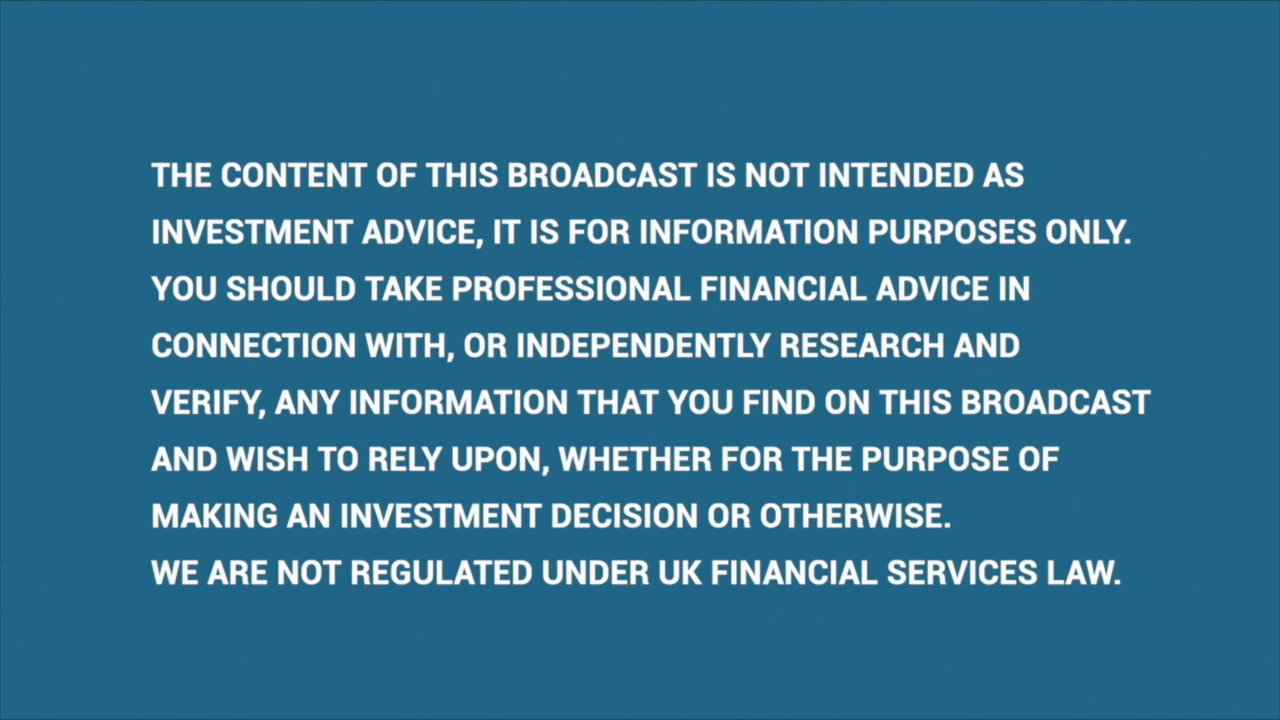 THE CONTENT OF THIS BROADCAST IS NOT INTENDED AS
INVESTMENT ADVICE, IT IS FOR INFORMATION PURPOSES ONLY.
YOU SHOULD TAKE PROFESSIONAL FINANCIAL ADVICE IN
CONNECTION WITH, OR INDEPENDENTLY RESEARCH AND
VERIFY, ANY INFORMATION THAT YOU FIND ON THIS BROADCAST
AND WISH TO RELY UPON, WHETHER FOR THE PURPOSE OF
MAKING AN INVESTMENT DECISION OR OTHERWISE.
WE ARE NOT REGULATED UNDER UK FINANCIAL SERVICES LAW.